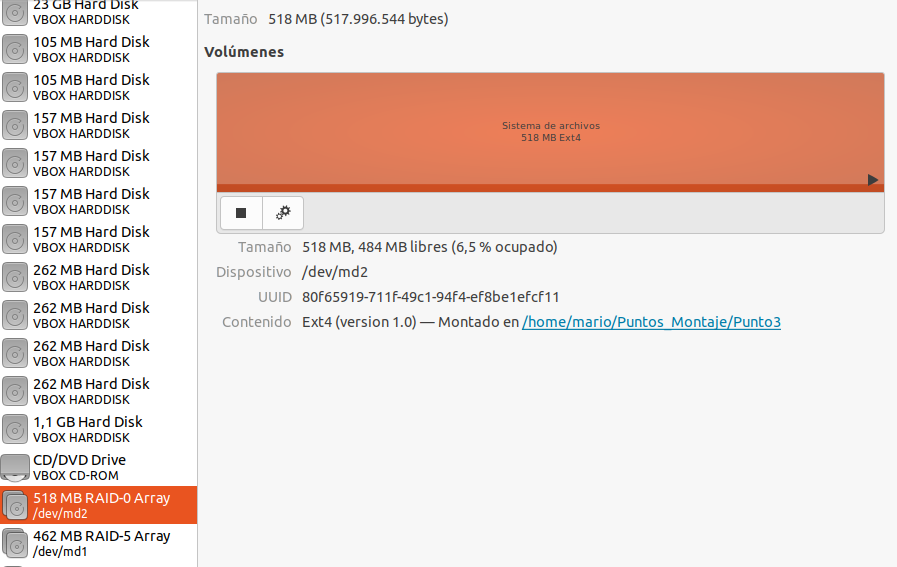 23 GB Hard Disk
VBOX HARDDISK
105 MB Hard Disk
VBOX HARDDISK
105 MB Hard Disk
VBOX HARDDISK
157 MB Hard Disk
VBOX HARDDISK
157 MB Hard Disk
VBOX HARDDISK
157 MB Hard Disk
VBOX HARDDISK
157 MB Hard Disk
VBOX HARDDISK
262 MB Hard Disk
VBOX HARDDISK
262 MB Hard Disk
VBOX HARDDISK
262 MB Hard Disk
VBOX HARDDISK
262 MB Hard Disk
VBOX HARDDISK
1,1 GB Hard Disk
VBOX HARDDISK
CD/DVD Drive
VBOX CD-ROM
518 MB RAID-0 Array
/dev/md2
462 MB RAID-5 Array
/dev/md1
Tamaño 518 MB (517.996.544 bytes)
Volúmenes
Sistema de archivos
518 MB Ext4
Tamaño 518 MB, 484 MB libres (6,5 % ocupado)
Dispositivo /dev/md2
UUID 80f65919-711f-49c1-94f4-ef8be1efcf11
Contenido Ext4 (version 1.0) — Montado en /home/mario/Puntos_Montaje/Punto3